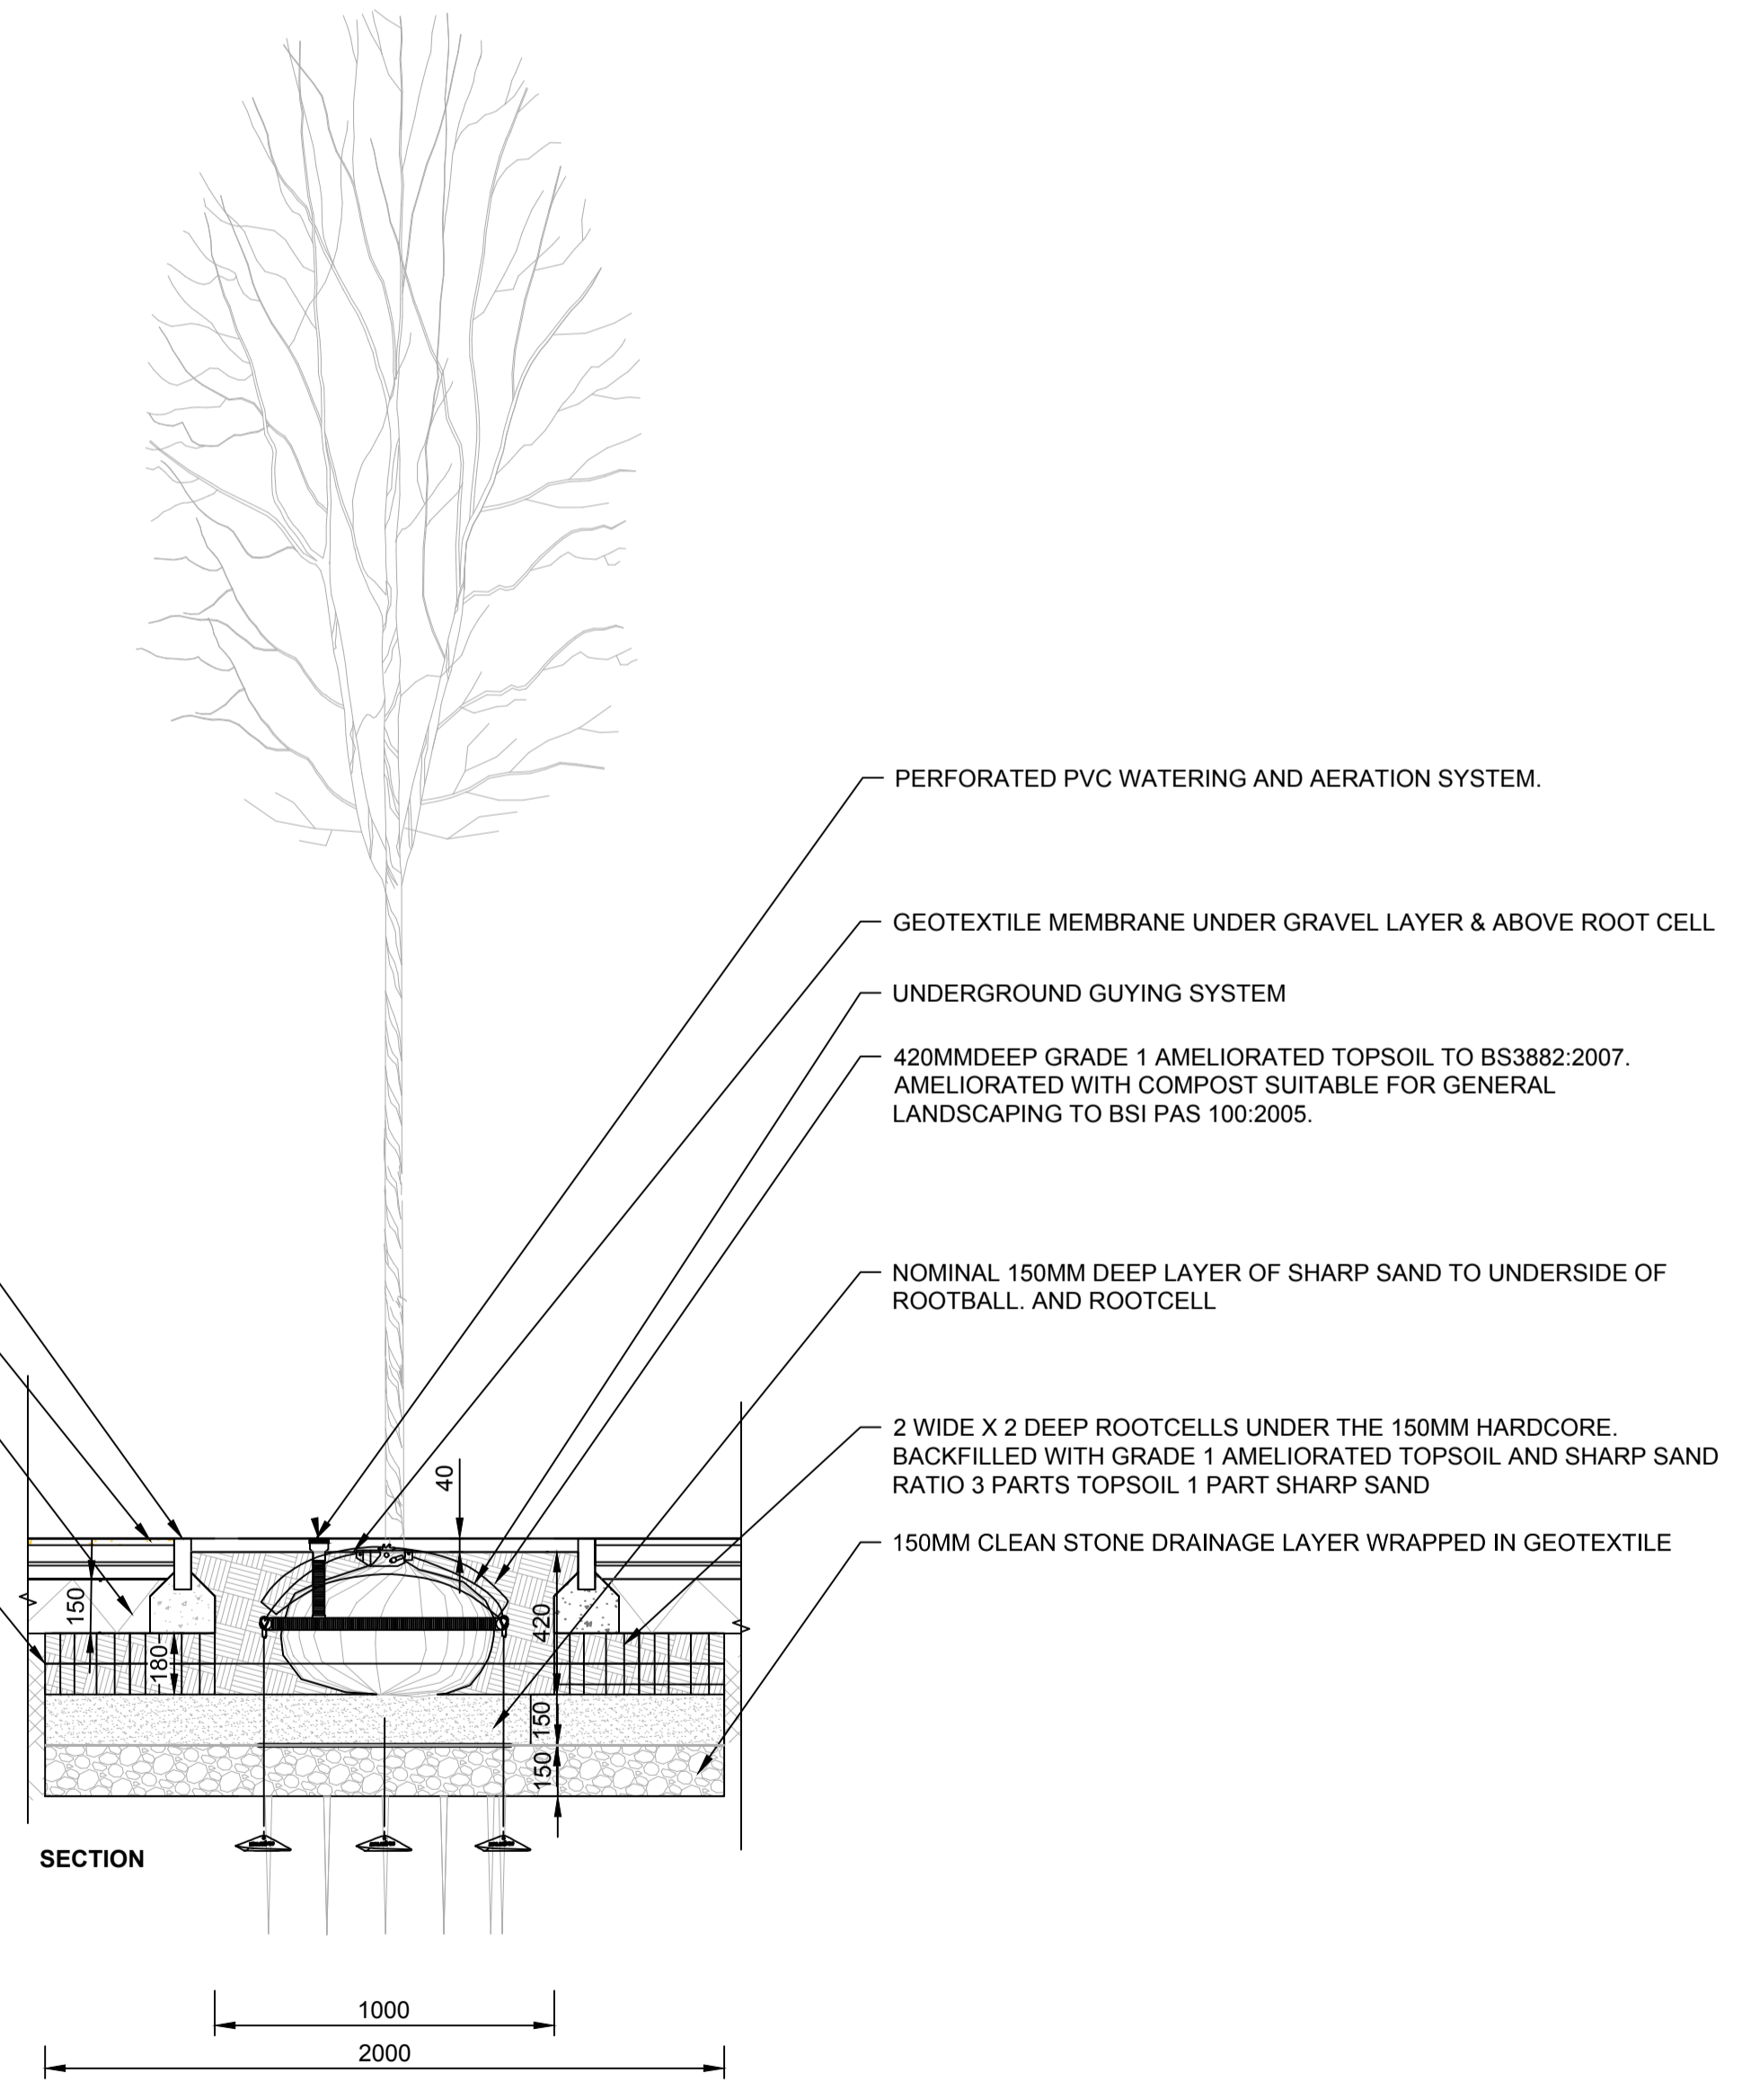 PERFORATED PVC WATERING AND AERATION SYSTEM.
GEOTEXTILE MEMBRANE UNDER GRAVEL LAYER & ABOVE ROOT CELL
UNDERGROUND GUYING SYSTEM
420MMDEEP GRADE 1 AMELIORATED TOPSOIL TO BS3882:2007.
AMELIORATED WITH COMPOST SUITABLE FOR GENERAL
LANDSCAPING TO BSI PAS 100:2005.
NOMINAL 150MM DEEP LAYER OF SHARP SAND TO UNDERSIDE OF
ROOTBALL. AND ROOTCELL
2 WIDE X 2 DEEP ROOTCELLS UNDER THE 150MM HARDCORE.
BACKFILLED WITH GRADE 1 AMELIORATED TOPSOIL AND SHARP SAND
RATIO 3 PARTS TOPSOIL 1 PART SHARP SAND
150MM CLEAN STONE DRAINAGE LAYER WRAPPED IN GEOTEXTILE
40
150
420
180
150
150
SECTION
1000
2000